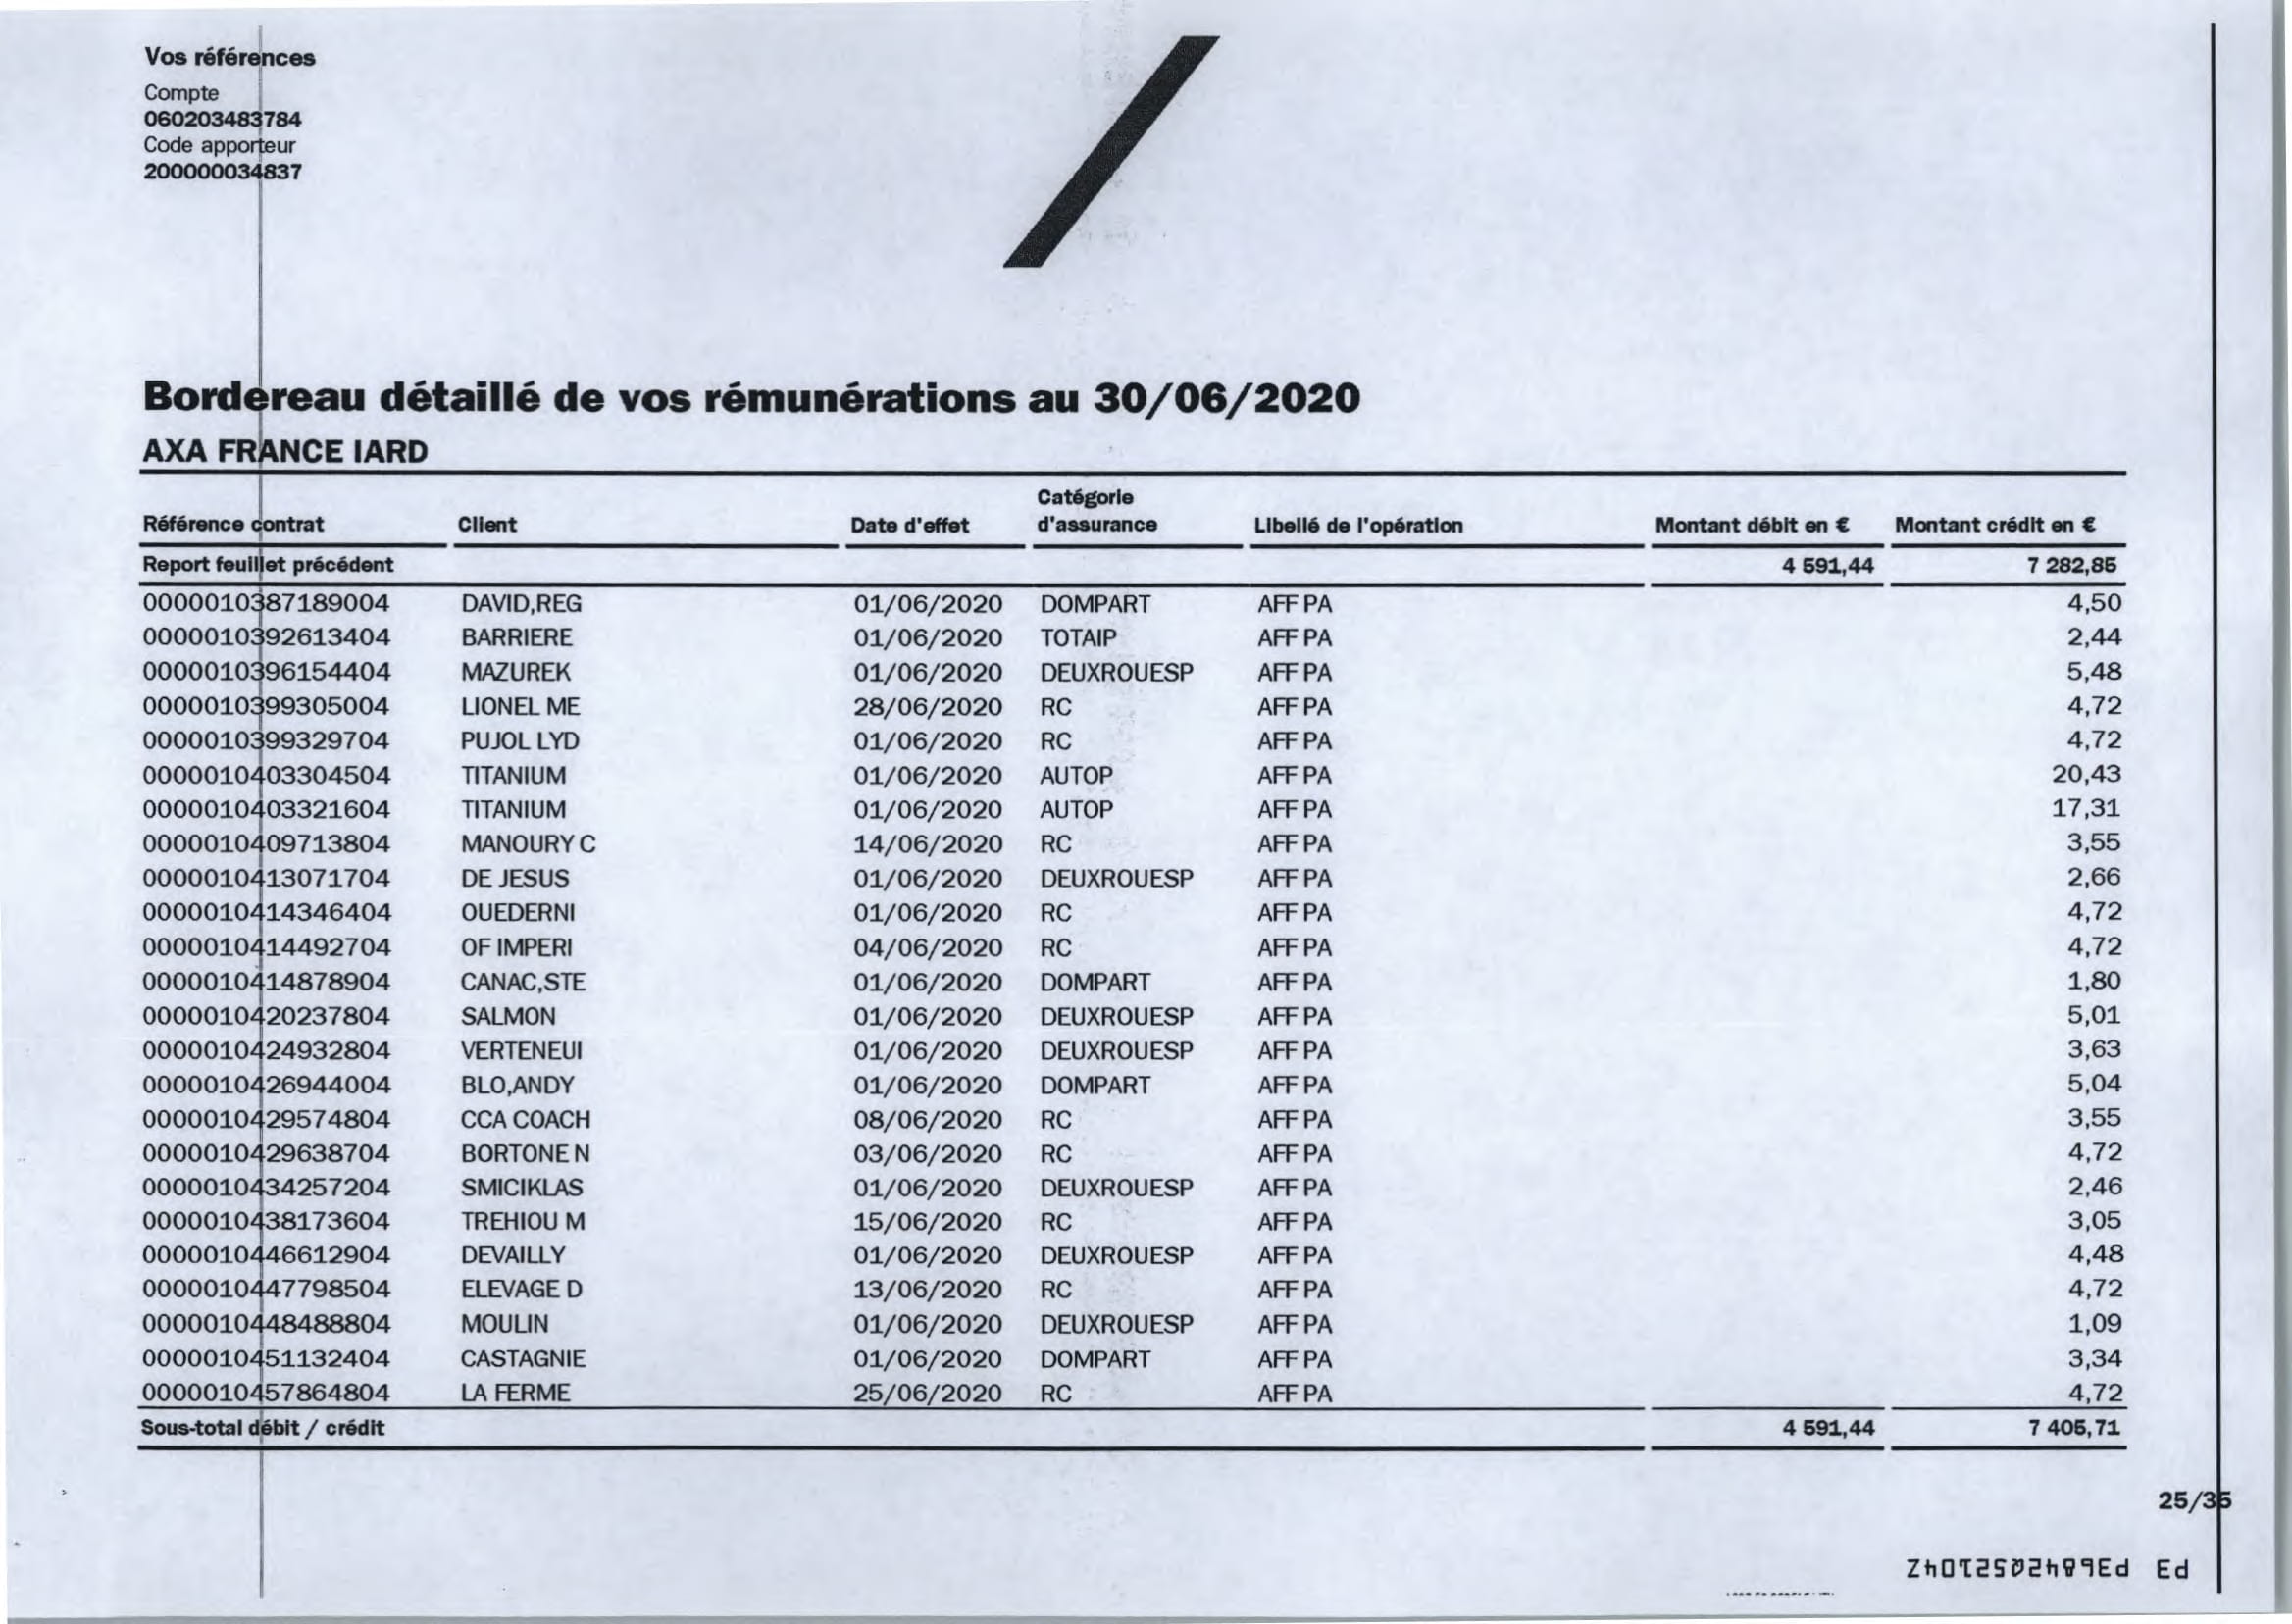 Vos références
Compte
060203483784
Code apporteur
200000034837
Bordereau détaillé de vos rémunérations au 30/06/2020
AXA FRANCE IARD
Référence contrat Client Date d'effet Catégorie d'assurance Libellé de l'opération Montant débit en € Montant crédit en €
Report feuillet précédent 4 591,44 7 282,85
0000010387189004 DAVID,REG 01/06/2020 DOMPART AFF PA 4,50
0000010392613404 BARRIERE 01/06/2020 TOTAIP AFF PA 2,44
0000010396154404 MAZUREK 01/06/2020 DEUXROUESP AFF PA 5,48
0000010399305004 LIONEL ME 28/06/2020 RC AFF PA 4,72
0000010399329704 PUJOL LYD 01/06/2020 RC AFF PA 4,72
0000010403304504 TITANIUM 01/06/2020 AUTOP AFF PA 20,43
0000010403321604 TITANIUM 01/06/2020 AUTOP AFF PA 17,31
0000010409713804 MANOURY C 14/06/2020 RC AFF PA 3,55
0000010413071704 DE JESUS 01/06/2020 DEUXROUESP AFF PA 2,66
0000010414346404 OUEDERNI 01/06/2020 RC AFF PA 4,72
0000010414492704 OF IMPERI 04/06/2020 RC AFF PA 4,72
0000010414878904 CANAC,STE 01/06/2020 DOMPART AFF PA 1,80
0000010420237804 SALMON 01/06/2020 DEUXROUESP AFF PA 5,01
0000010424932804 VERTENEUI 01/06/2020 DEUXROUESP AFF PA 3,63
0000010426944004 BLO,ANDY 01/06/2020 DOMPART AFF PA 5,04
0000010429574804 CCA COACH 08/06/2020 RC AFF PA 3,55
0000010429638704 BORTONE N 03/06/2020 RC AFF PA 4,72
0000010434257204 SMICIKLAS 01/06/2020 DEUXROUESP AFF PA 2,46
0000010438173604 TREHIOU M 15/06/2020 RC AFF PA 3,05
0000010446612904 DEVAILLY 01/06/2020 DEUXROUESP AFF PA 4,48
0000010447798504 ELEVAGE D 13/06/2020 RC AFF PA 4,72
0000010448488804 MOULIN 01/06/2020 DEUXROUESP AFF PA 1,09
0000010451132404 CASTAGNIE 01/06/2020 DOMPART AFF PA 3,34
0000010457864804 LA FERME 25/06/2020 RC AFF PA 4,72
Sous-total débit / crédit 4 591,44 7 405,71
25/35